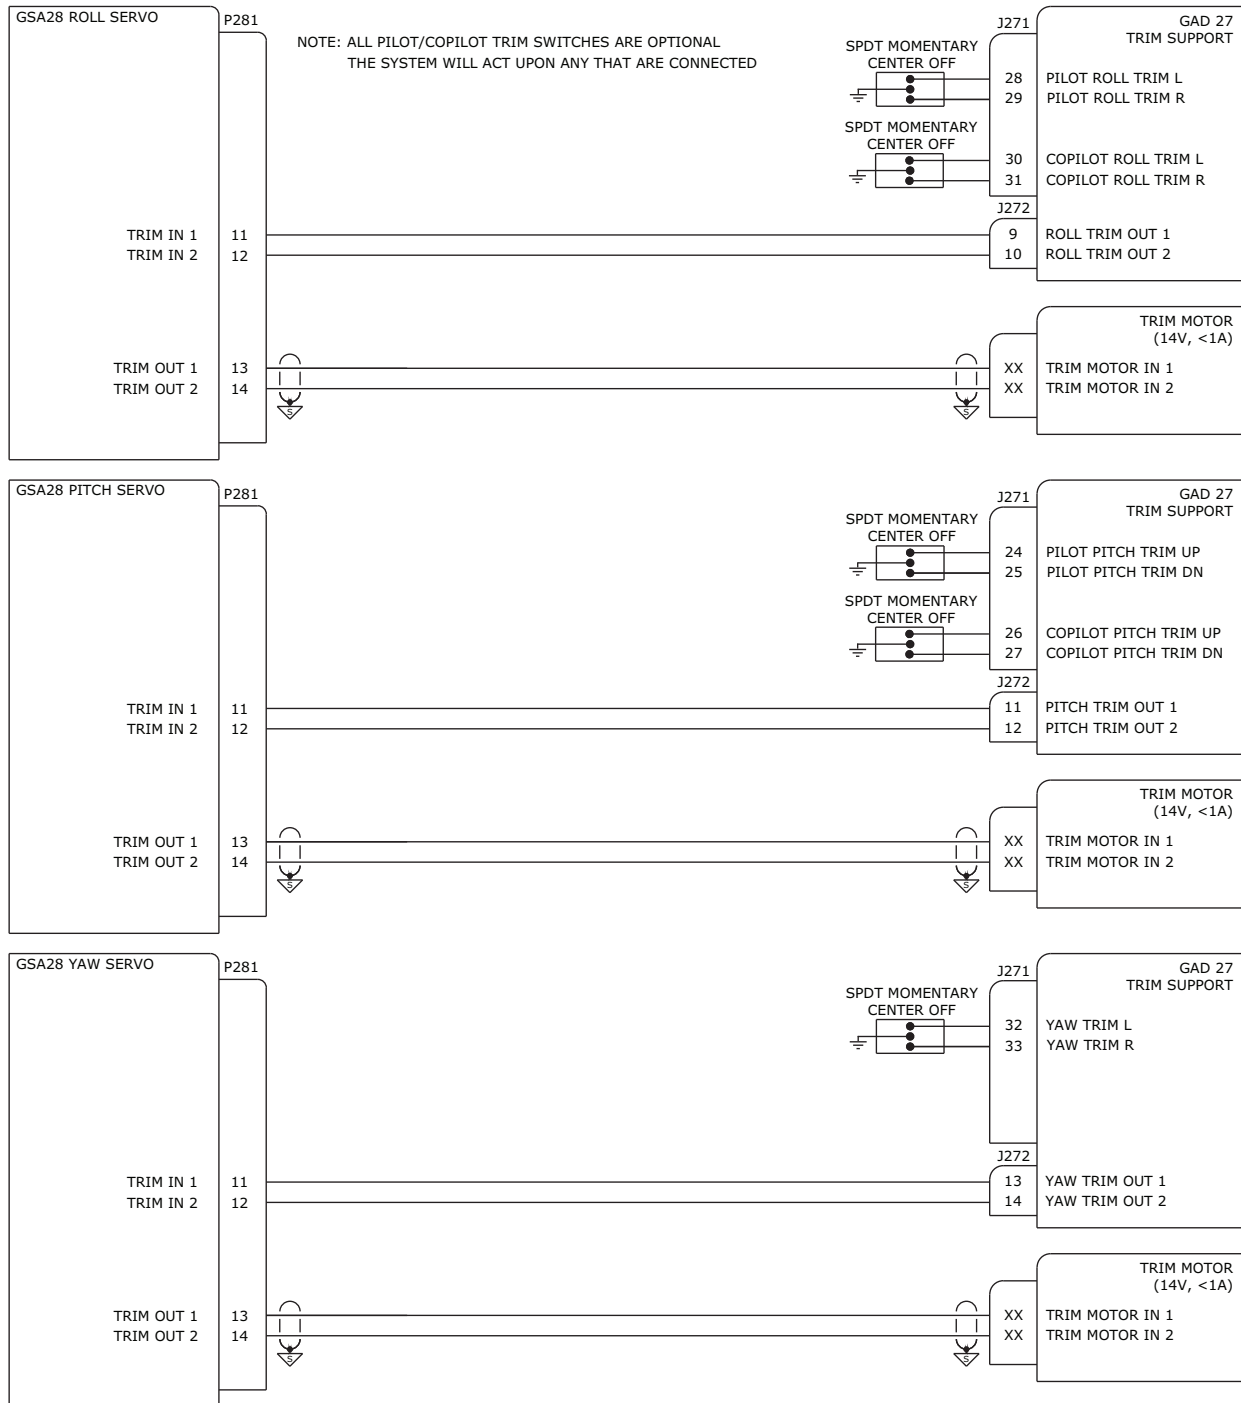 GSA28 ROLL SERVO
P281
NOTE: ALL PILOT/COPILOT TRIM SWITCHES ARE OPTIONAL
THE SYSTEM WILL ACT UPON ANY THAT ARE CONNECTED
J271
GAD 27
TRIM SUPPORT
SPDT MOMENTARY
CENTER OFF
28 PILOT ROLL TRIM L
29 PILOT ROLL TRIM R
SPDT MOMENTARY
CENTER OFF
30 COPILOT ROLL TRIM L
31 COPILOT ROLL TRIM R
J272
TRIM IN 1 11 9 ROLL TRIM OUT 1
TRIM IN 2 12 10 ROLL TRIM OUT 2
TRIM MOTOR
(14V, <1A)
TRIM OUT 1 13 XX TRIM MOTOR IN 1
TRIM OUT 2 14 XX TRIM MOTOR IN 2
S S
GSA28 PITCH SERVO
P281
J271
GAD 27
TRIM SUPPORT
SPDT MOMENTARY
CENTER OFF
24 PILOT PITCH TRIM UP
25 PILOT PITCH TRIM DN
SPDT MOMENTARY
CENTER OFF
26 COPILOT PITCH TRIM UP
27 COPILOT PITCH TRIM DN
J272
TRIM IN 1 11 11 PITCH TRIM OUT 1
TRIM IN 2 12 12 PITCH TRIM OUT 2
TRIM MOTOR
(14V, <1A)
TRIM OUT 1 13 XX TRIM MOTOR IN 1
TRIM OUT 2 14 XX TRIM MOTOR IN 2
S S
GSA28 YAW SERVO
P281
J271
GAD 27
TRIM SUPPORT
SPDT MOMENTARY
CENTER OFF
32 YAW TRIM L
33 YAW TRIM R
J272
TRIM IN 1 11 13 YAW TRIM OUT 1
TRIM IN 2 12 14 YAW TRIM OUT 2
TRIM MOTOR
(14V, <1A)
TRIM OUT 1 13 XX TRIM MOTOR IN 1
TRIM OUT 2 14 XX TRIM MOTOR IN 2
S S